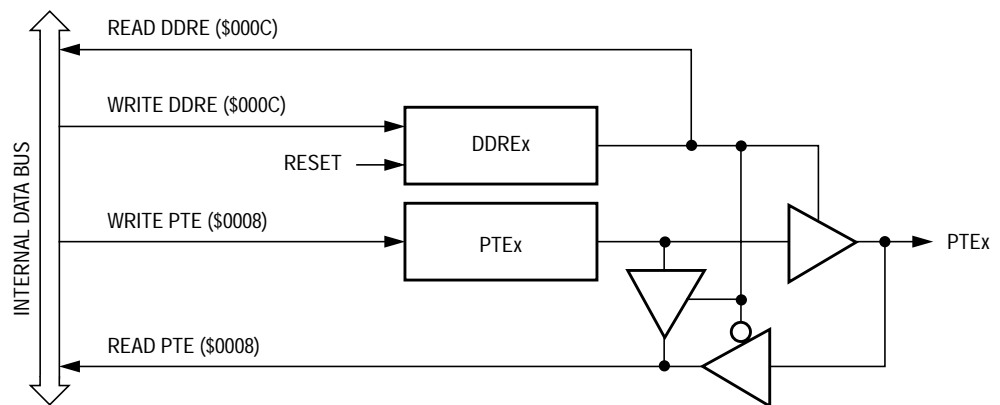 READ DDRE ($000C)
WRITE DDRE ($000C)
DDREx
RESET
INTERNAL DATA BUS
WRITE PTE ($0008)
PTEx
PTEx
READ PTE ($0008)